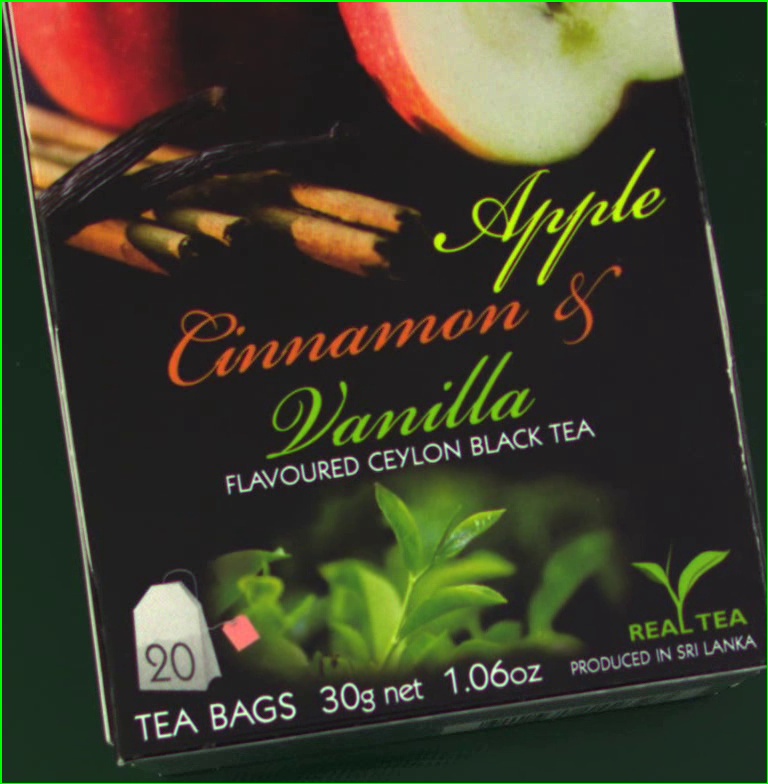 Apple
Cinnamon &
Vanilla
FLAVOURED CEYLON BLACK TEA
20
TEA BAGS 30g net 1.06oz
REAL TEA
PRODUCED IN SRI LANKA